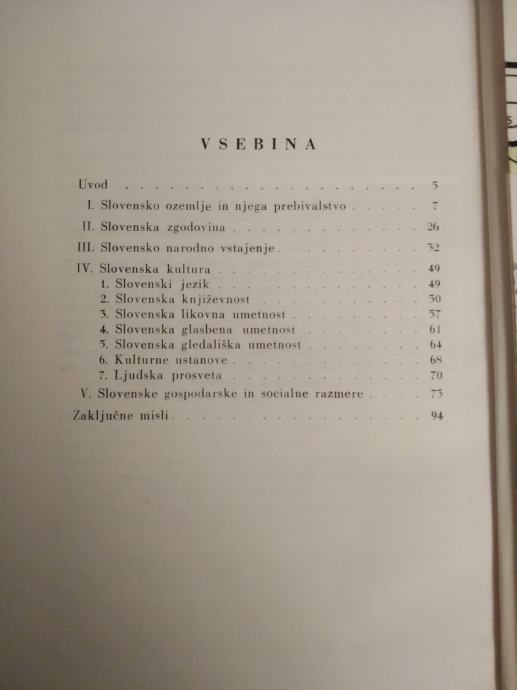 VSEBINA
Uvod . . . . . . . . . . . . . . . . . . . . 5
I. Slovensko ozemlje in njega prebivalstvo . . . . . 7
II. Slovenska zgodovina . . . . . . . . . . . . . 26
III. Slovensko narodno vstajenje . . . . . . . . . . 32
IV. Slovenska kultura . . . . . . . . . . . . . . 49
1. Slovenski jezik . . . . . . . . . . . . . 49
2. Slovenska književnost . . . . . . . . . . . 50
3. Slovenska likovna umetnost . . . . . . . . . 57
4. Slovenska glasbena umetnost . . . . . . . . 61
5. Slovenska gledališka umetnost . . . . . . . . 64
6. Kulturne ustanove . . . . . . . . . . . . . 68
7. Ljudska prosveta . . . . . . . . . . . . . 70
V. Slovenske gospodarske in socialne razmere . . . . 73
Zaključne misli . . . . . . . . . . . . . . . . . 94